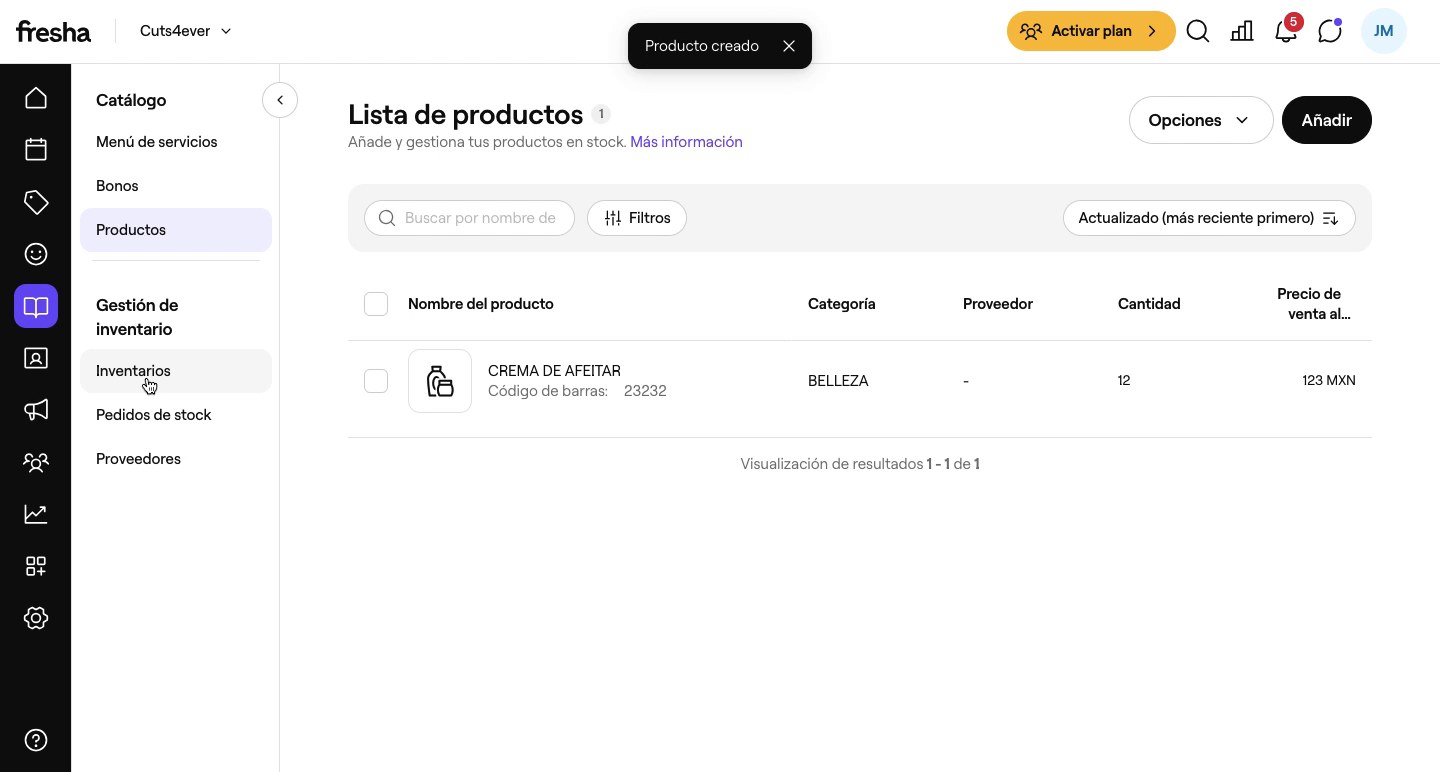 fresha
Cuts4ever
Producto creado
Activar plan
5
JM
Catálogo
Menú de servicios
Bonos
Productos
Gestión de
inventario
Inventarios
Pedidos de stock
Proveedores
Lista de productos 1
Añade y gestiona tus productos en stock. Más información
Opciones
Añadir
Buscar por nombre de
Filtros
Actualizado (más reciente primero)
Nombre del producto
Categoría
Proveedor
Cantidad
Precio de
venta al...
CREMA DE AFEITAR
Código de barras: 23232
BELLEZA
-
12
123 MXN
Visualización de resultados 1 - 1 de 1